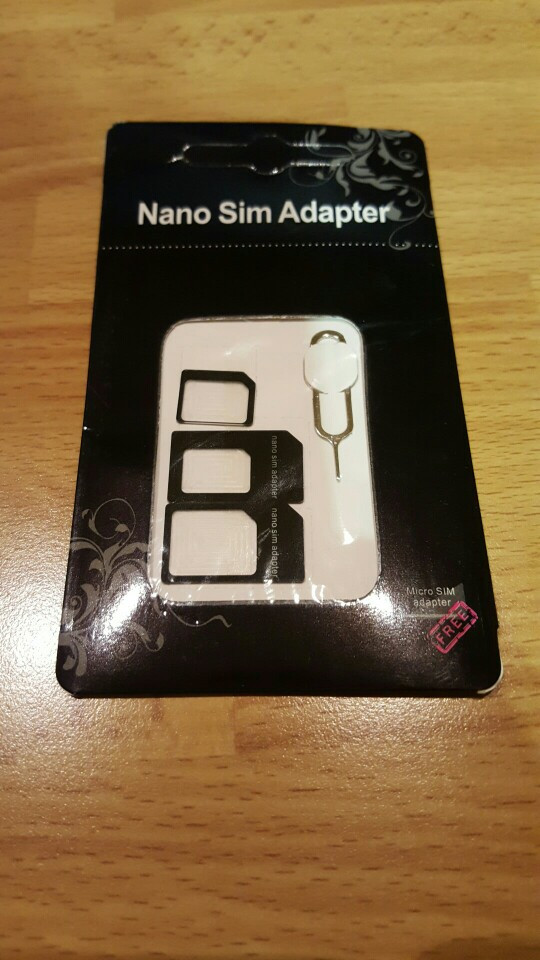 Nano Sim Adapter
nano sim adapter
nano sim adapter
Micro SIM
adapter
FREE